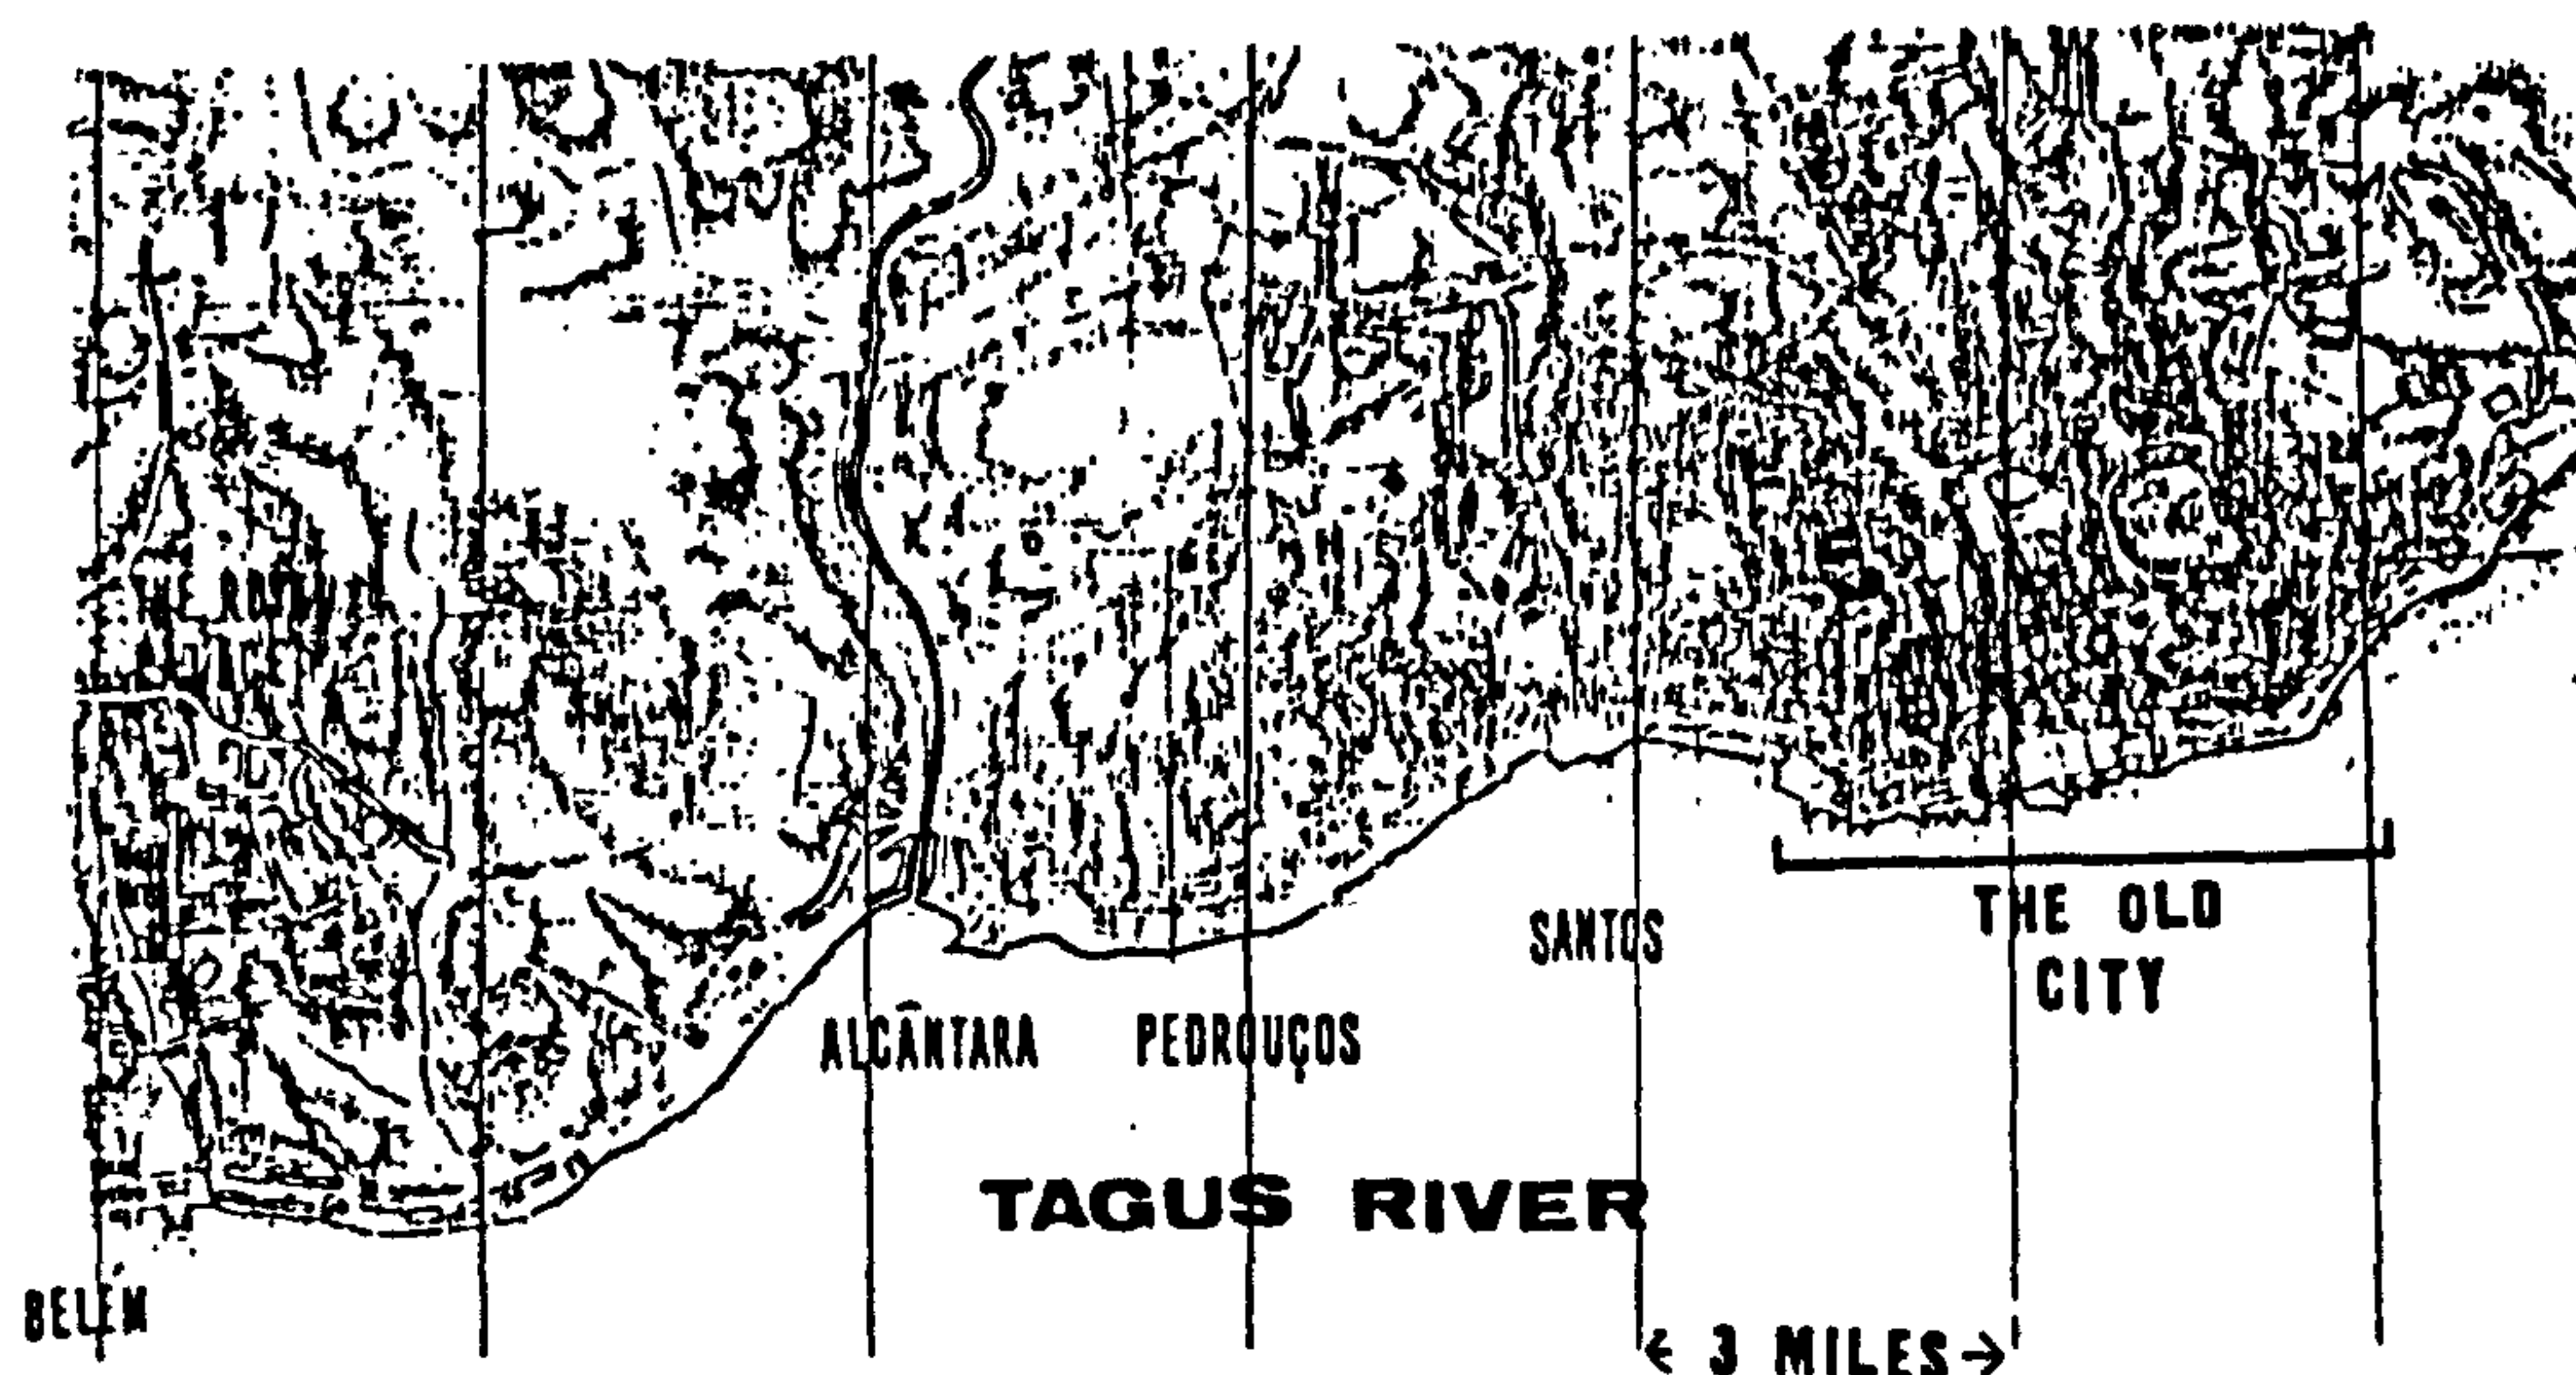 THE OLD
CITY
SANTOS
ALCÂNTARA
PEDROUÇOS
TAGUS RIVER
BELÉM
← 3 MILES →